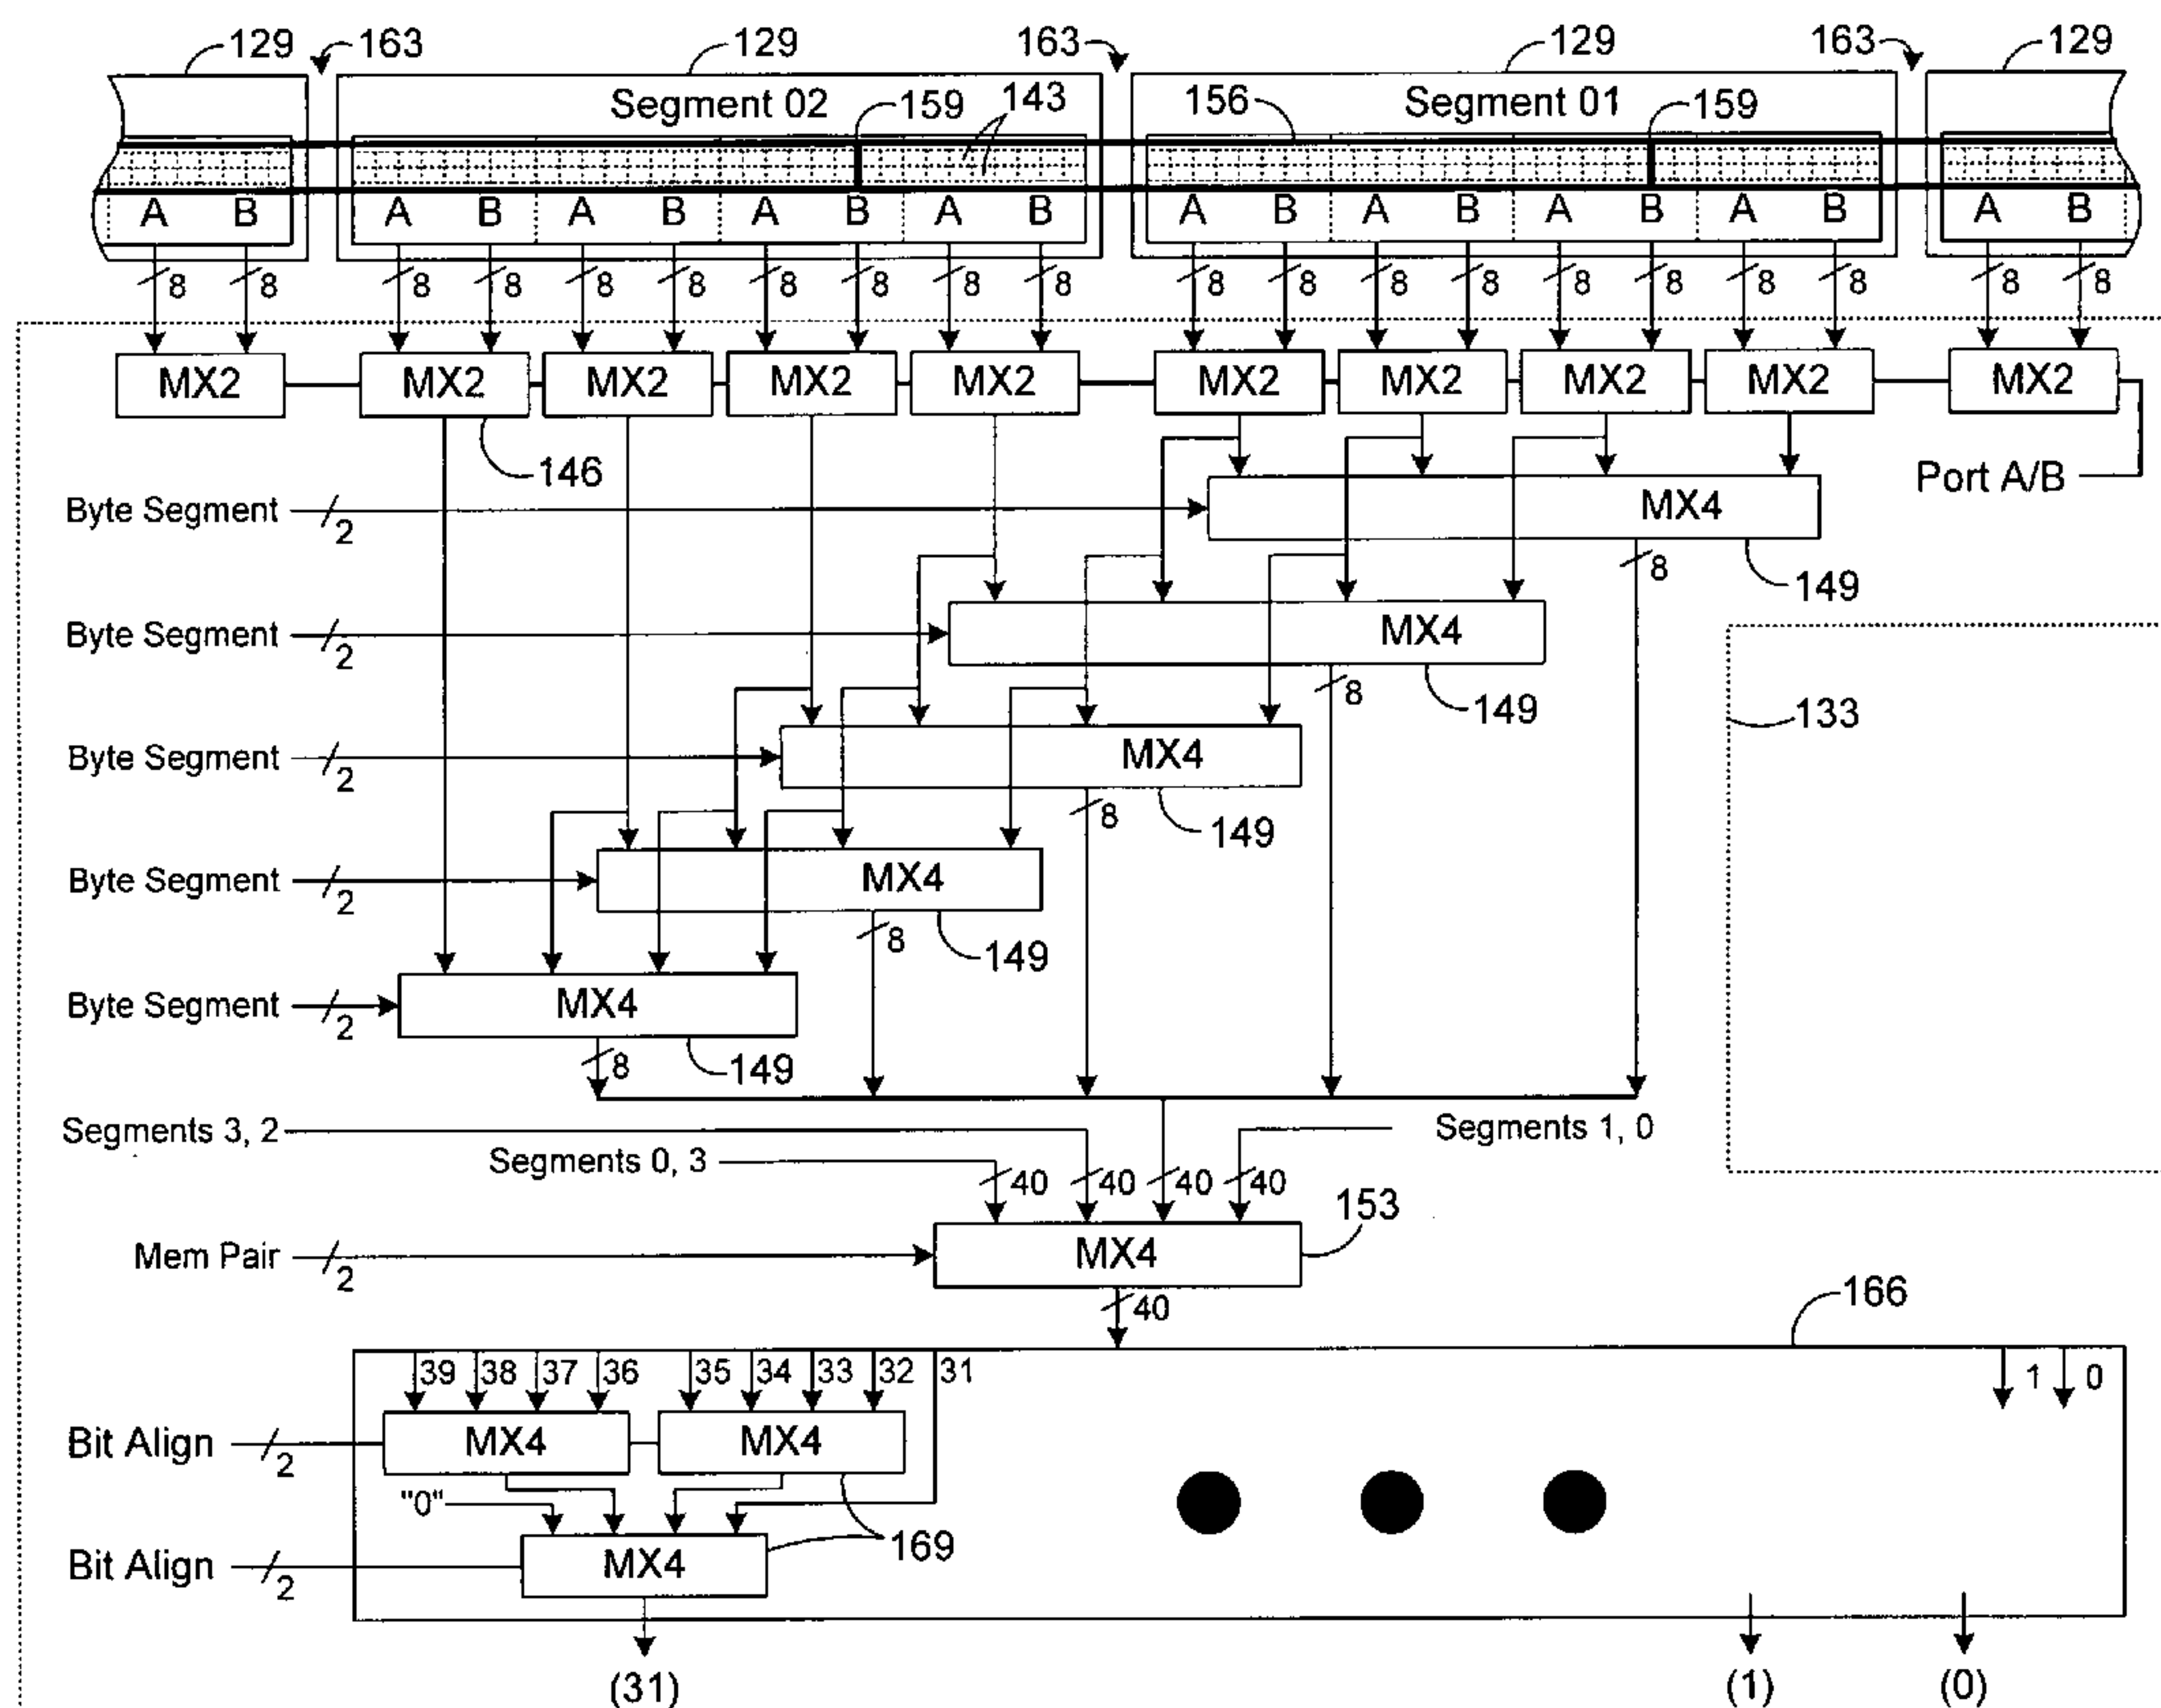 129 163 129 163 129 163 129
Segment 02 159 143 156 Segment 01 159
A B A B A B A B A B A B A B A B A B A B
8 8 8 8 8 8 8 8 8 8 8 8 8 8 8 8 8 8 8 8
MX2 MX2 MX2 MX2 MX2 MX2 MX2 MX2 MX2 MX2
146
Port A/B
Byte Segment 2 MX4
8 149
Byte Segment 2 MX4
8 149
133
Byte Segment 2 MX4
8 149
Byte Segment 2 MX4
8 149
Byte Segment 2 MX4
8 149
Segments 3, 2 Segments 1, 0
Segments 0, 3 40 40 40 40
153
Mem Pair 2 MX4
40
166
39 38 37 36 35 34 33 32 31 1 0
Bit Align 2 MX4 MX4
"0"
169
Bit Align 2 MX4
(31) (1) (0)